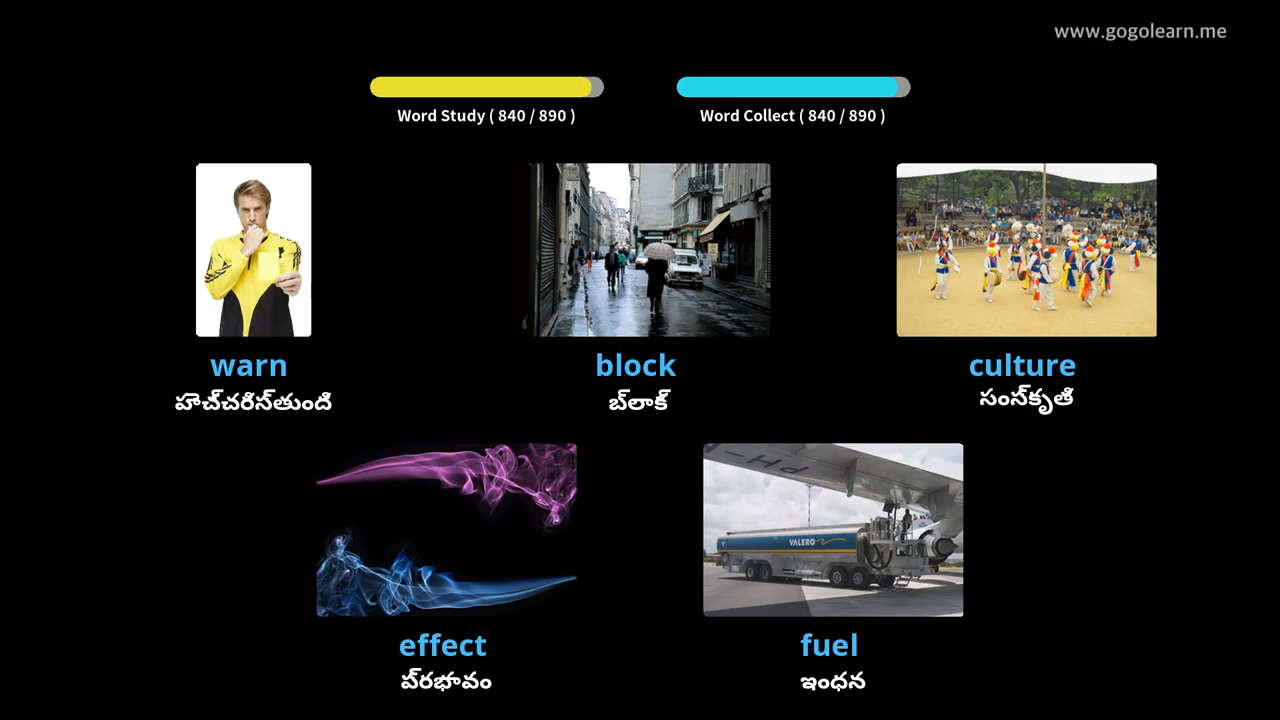 www.gogolearn.me
Word Study ( 840 / 890 )
Word Collect ( 840 / 890 )
warn
హెచ్‌చరిస్‌తుంది
block
బ్‌లాక్
culture
సంస్‌కృతి
VALERO
effect
ప్‌రభావం
fuel
ఇంధన